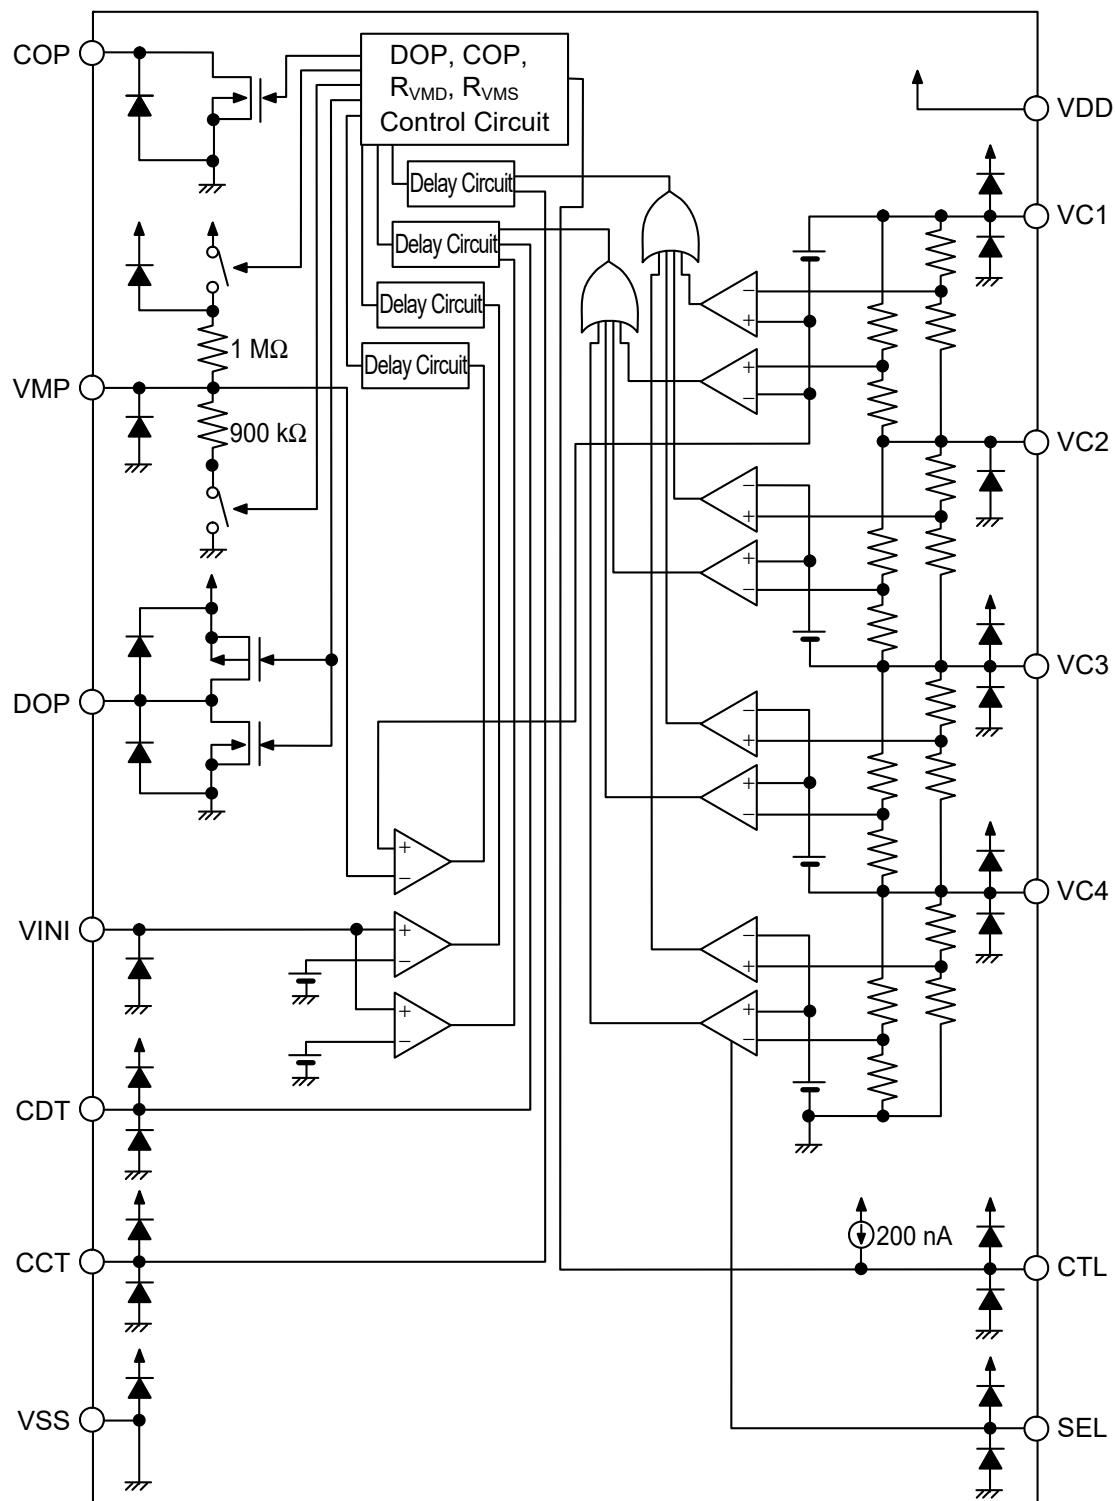 COP
DOP, COP,
RVMD, RVMS
Control Circuit
VDD
Delay Circuit
VC1
Delay Circuit
Delay Circuit
1 MΩ
Delay Circuit
VMP
900 kΩ
VC2
DOP
VC3
VINI
VC4
CDT
CCT
200 nA
CTL
VSS
SEL
− + + −
− + + −
− + + −
− + + −
+ −
+ −
+ −